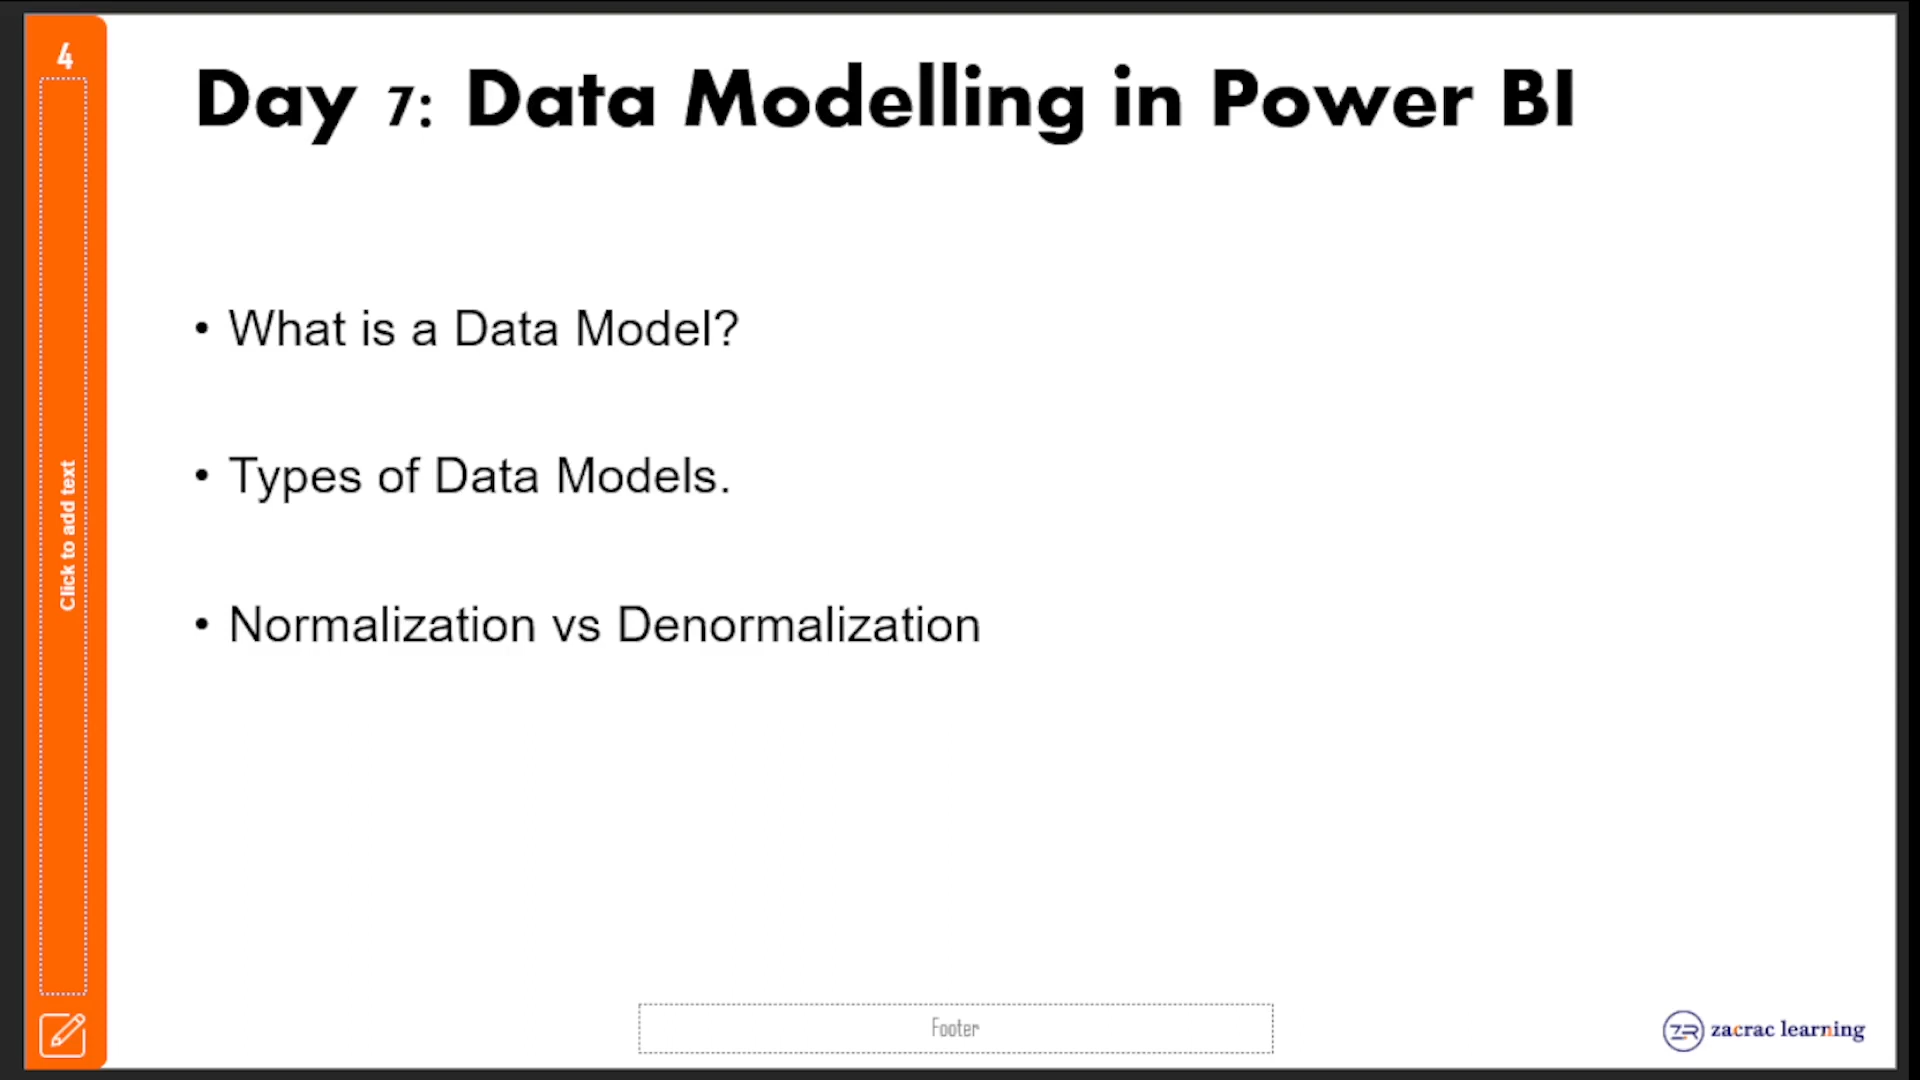 4
Day 7: Data Modelling in Power BI
• What is a Data Model?
• Types of Data Models.
• Normalization vs Denormalization
Click to add text
Footer
ZR zacrac learning